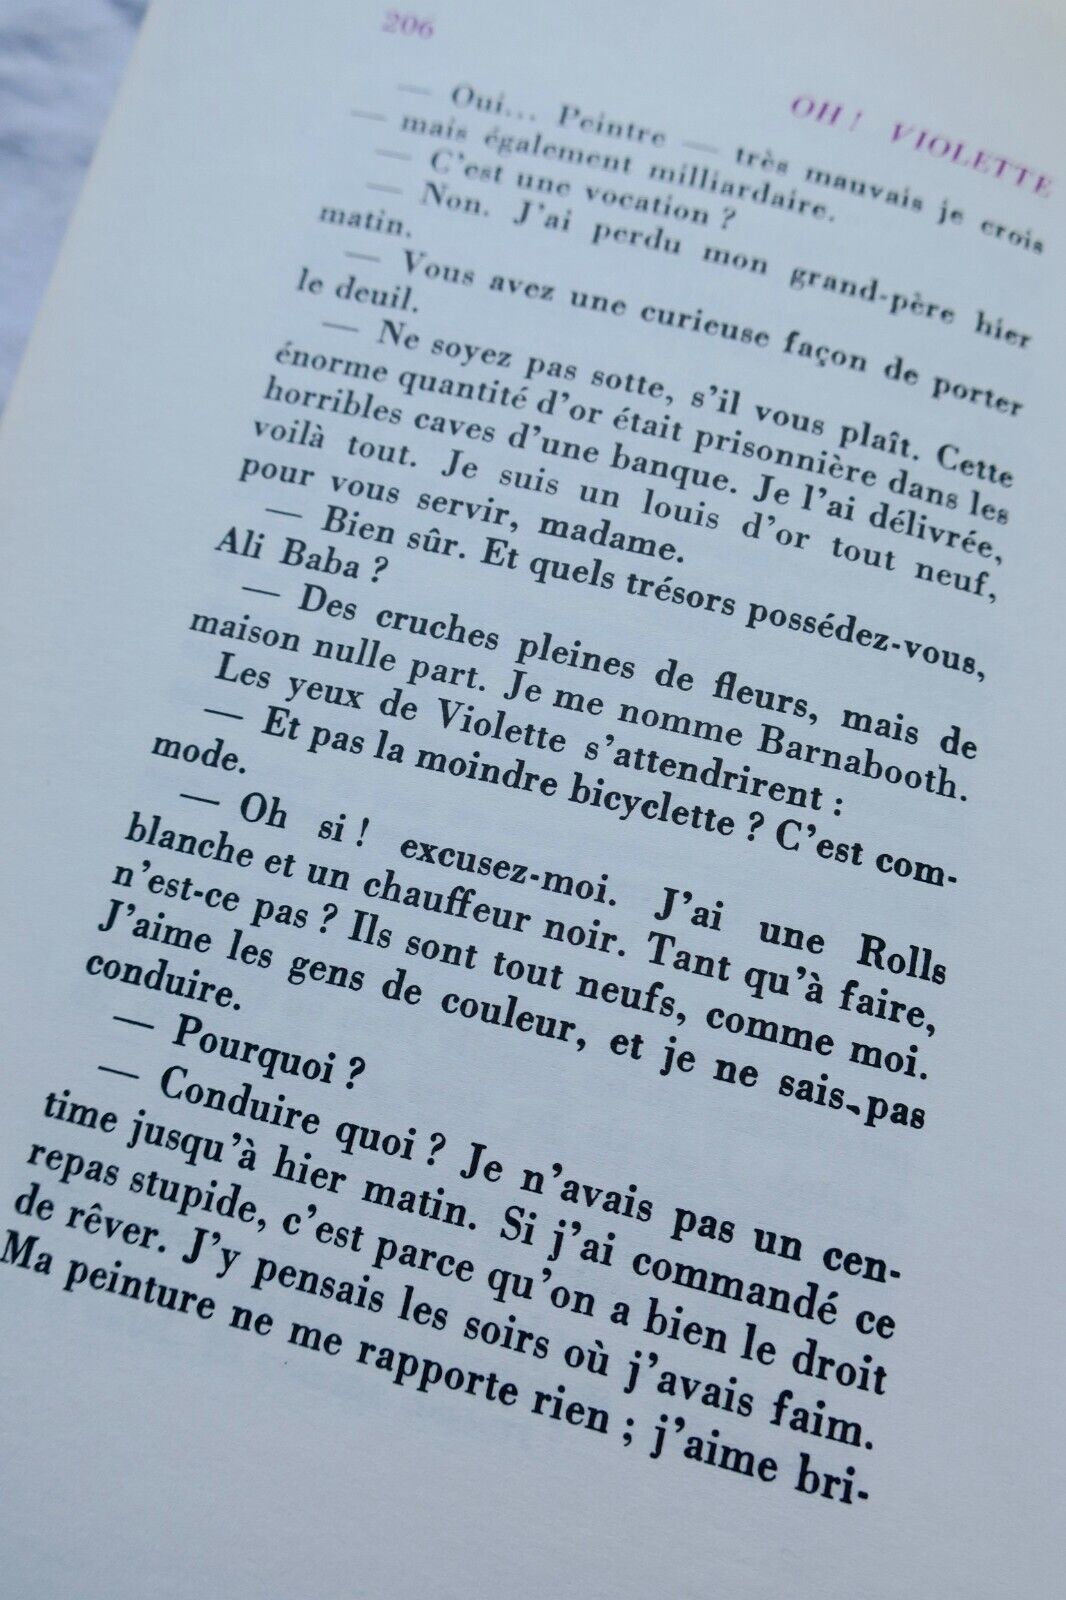 206
OH! VIOLETTE
— Oui... Peintre — très mauvais je crois
— mais également milliardaire.
— C'est une vocation ?
— Non. J'ai perdu mon grand-père hier
matin.
— Vous avez une curieuse façon de porter
le deuil.
— Ne soyez pas sotte, s'il vous plaît. Cette
énorme quantité d'or était prisonnière dans les
horribles caves d'une banque. Je l'ai délivrée,
voilà tout. Je suis un louis d'or tout neuf,
pour vous servir, madame.
— Bien sûr. Et quels trésors possédez-vous,
Ali Baba ?
— Des cruches pleines de fleurs, mais de
maison nulle part. Je me nomme Barnabooth.
Les yeux de Violette s'attendrirent :
— Et pas la moindre bicyclette ? C'est com-
mode.
— Oh si ! excusez-moi. J'ai une Rolls
blanche et un chauffeur noir. Tant qu'à faire,
n'est-ce pas ? Ils sont tout neufs, comme moi.
J'aime les gens de couleur, et je ne sais pas
conduire.
— Pourquoi ?
— Conduire quoi ? Je n'avais pas un cen-
time jusqu'à hier matin. Si j'ai commandé ce
repas stupide, c'est parce qu'on a bien le droit
de rêver. J'y pensais les soirs où j'avais faim.
Ma peinture ne me rapporte rien ; j'aime bri-